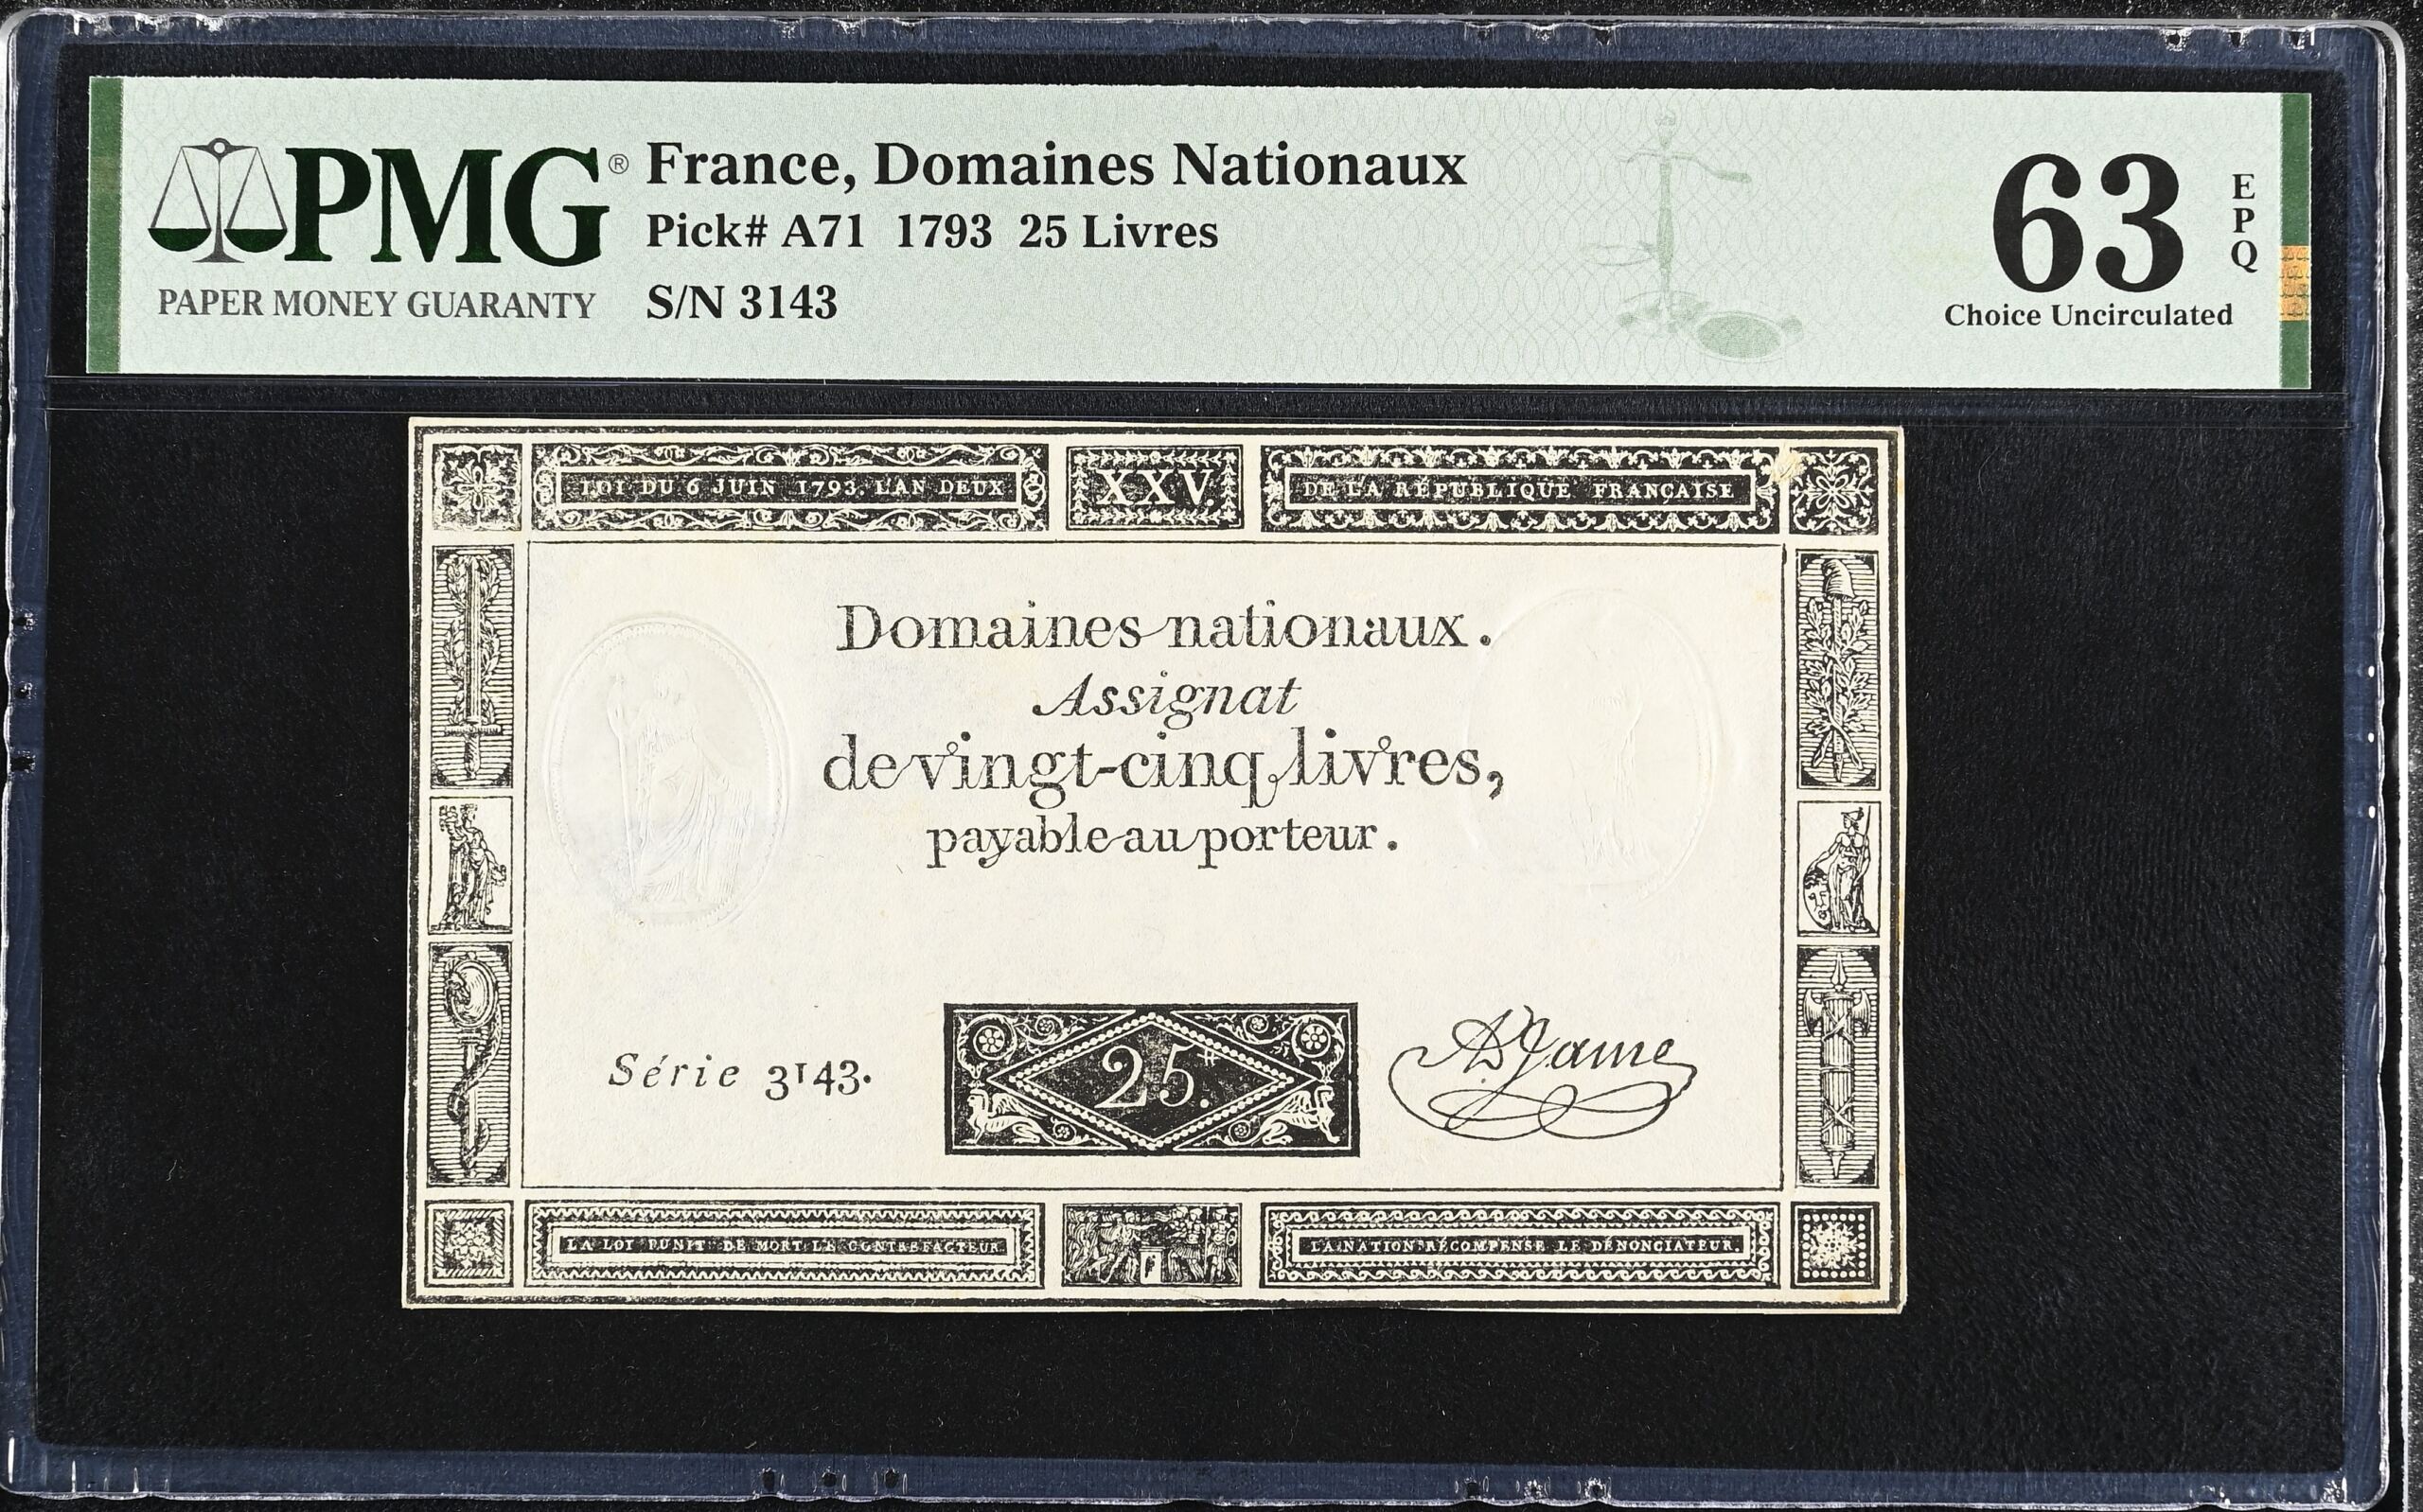 PMG®
PAPER MONEY GUARANTY
France, Domaines Nationaux
Pick# A71 1793 25 Livres
S/N 3143
63
EPQ
Choice Uncirculated
LOI DU 6 JUIN 1793. L'AN DEUX
XXV.
DE LA RÉPUBLIQUE FRANÇAISE
Domaines nationaux.
Assignat
de vingt-cinq livres,
payable au porteur.
Série 3143.
25.#
A Jame
LA LOI PUNIT DE MORT LE CONTREFACTEUR
LA NATION RÉCOMPENSE LE DÉNONCIATEUR.